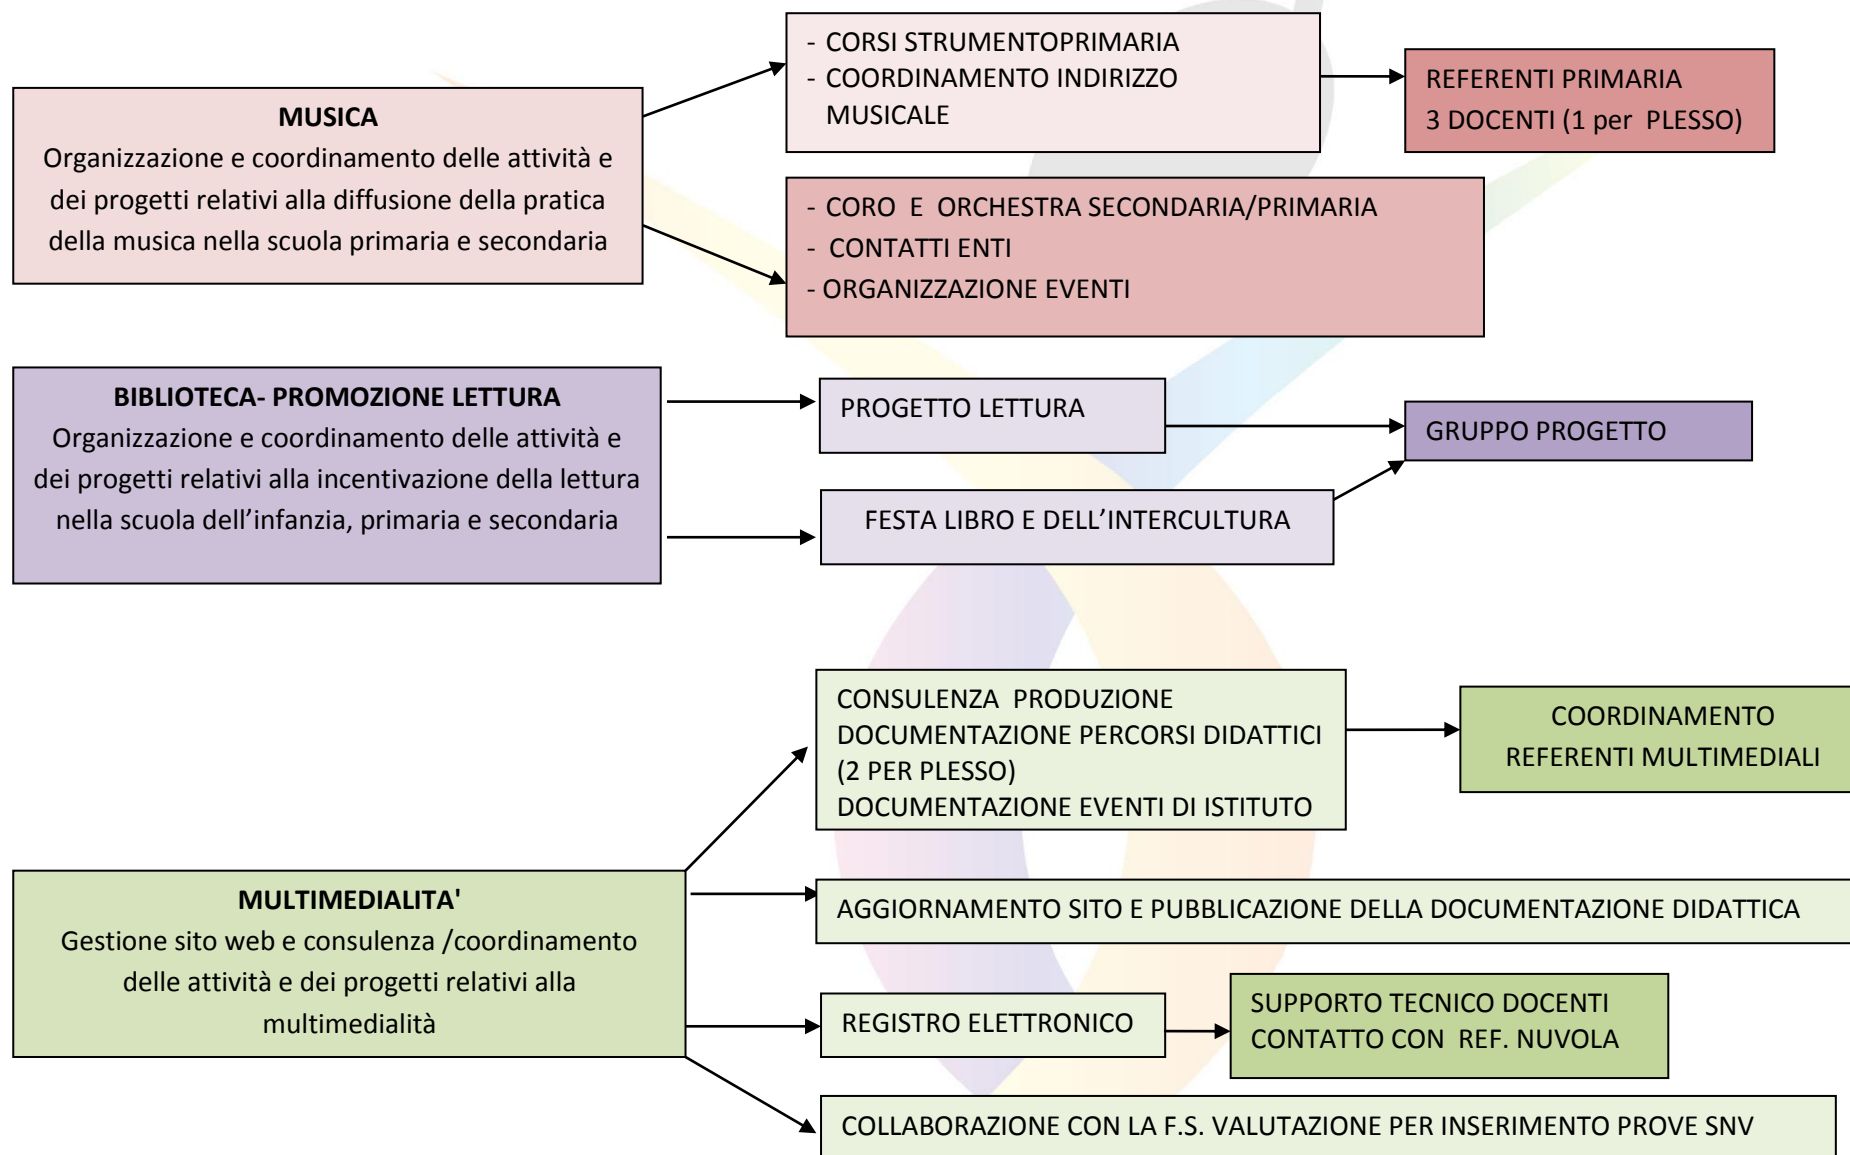 MUSICA
Organizzazione e coordinamento delle attività e
dei progetti relativi alla diffusione della pratica
della musica nella scuola primaria e secondaria
- CORSI STRUMENTOPRIMARIA
- COORDINAMENTO INDIRIZZO
MUSICALE
REFERENTI PRIMARIA
3 DOCENTI (1 per PLESSO)
- CORO E ORCHESTRA SECONDARIA/PRIMARIA
- CONTATTI ENTI
- ORGANIZZAZIONE EVENTI
BIBLIOTECA- PROMOZIONE LETTURA
Organizzazione e coordinamento delle attività e
dei progetti relativi alla incentivazione della lettura
nella scuola dell’infanzia, primaria e secondaria
PROGETTO LETTURA
GRUPPO PROGETTO
FESTA LIBRO E DELL’INTERCULTURA
MULTIMEDIALITA'
Gestione sito web e consulenza /coordinamento
delle attività e dei progetti relativi alla
multimedialità
CONSULENZA PRODUZIONE
DOCUMENTAZIONE PERCORSI DIDATTICI
(2 PER PLESSO)
DOCUMENTAZIONE EVENTI DI ISTITUTO
COORDINAMENTO
REFERENTI MULTIMEDIALI
AGGIORNAMENTO SITO E PUBBLICAZIONE DELLA DOCUMENTAZIONE DIDATTICA
REGISTRO ELETTRONICO
SUPPORTO TECNICO DOCENTI
CONTATTO CON REF. NUVOLA
COLLABORAZIONE CON LA F.S. VALUTAZIONE PER INSERIMENTO PROVE SNV